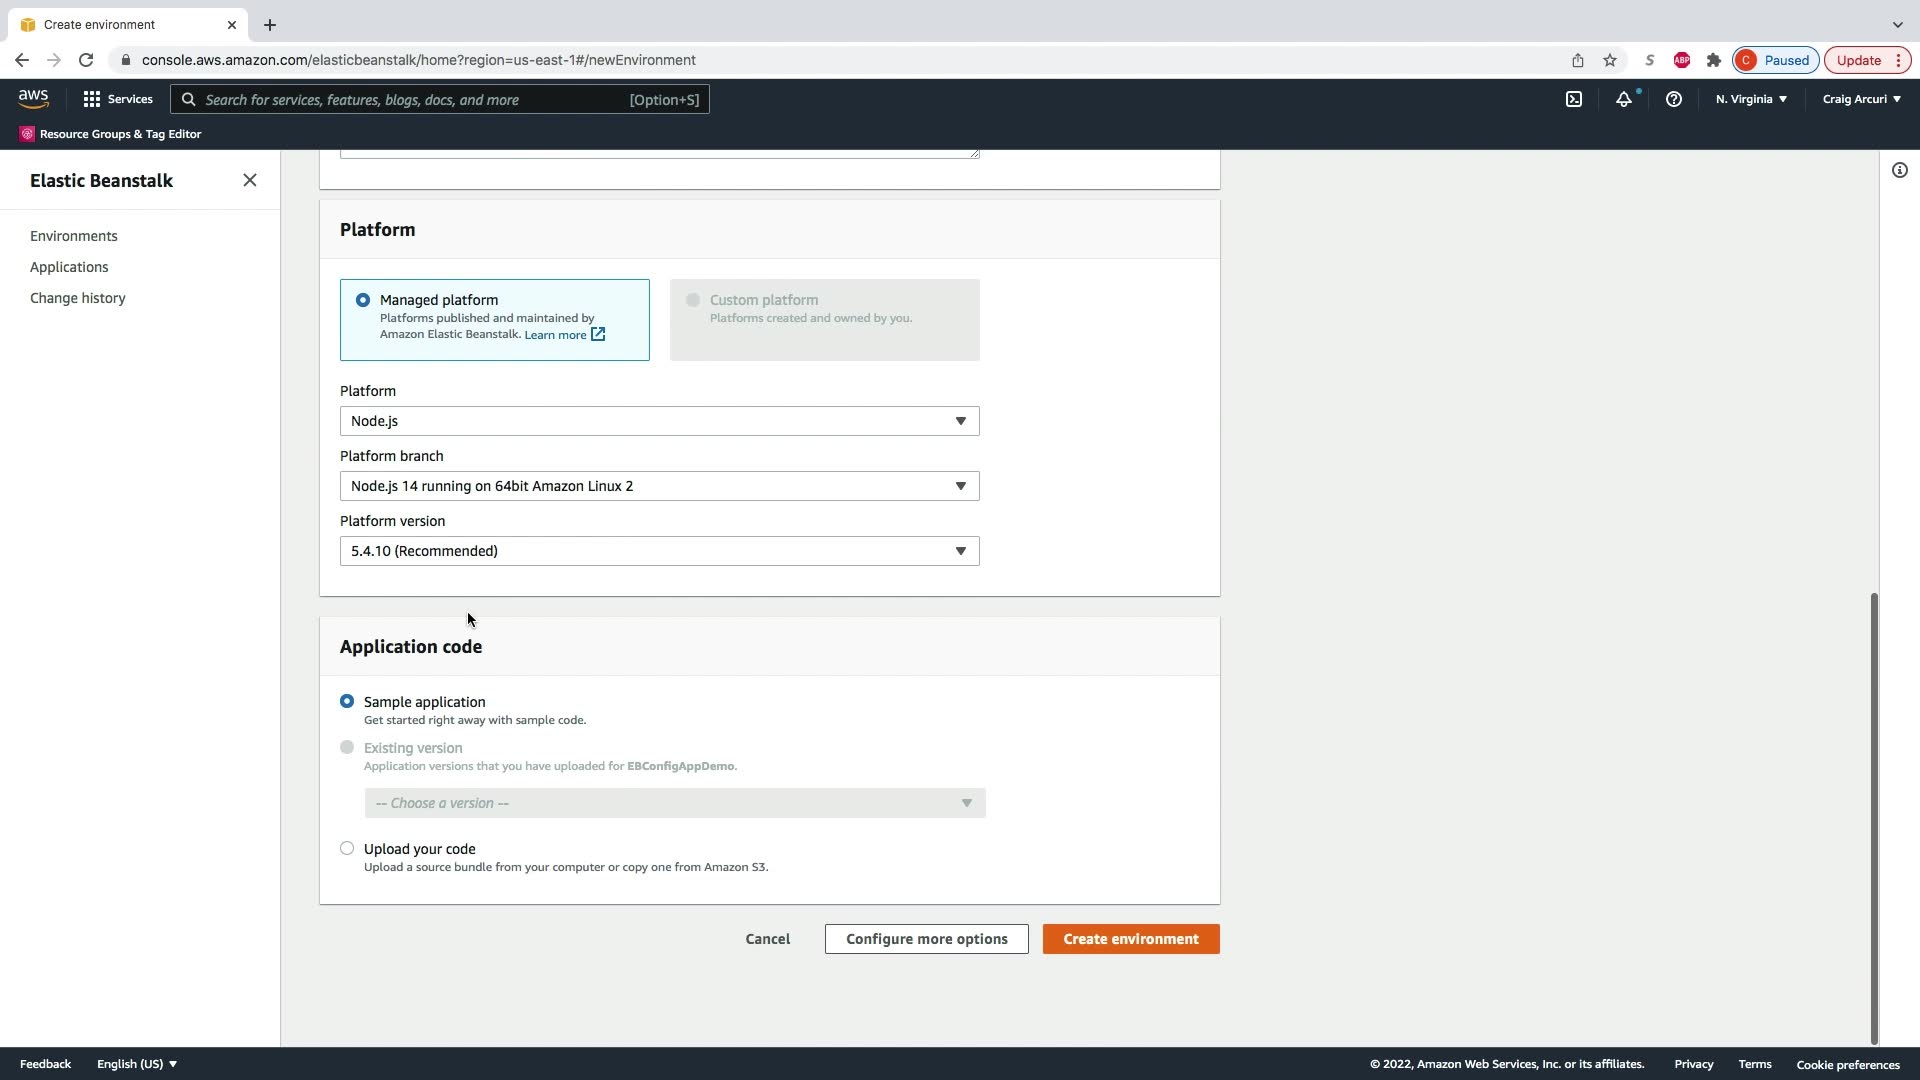 Create environment
console.aws.amazon.com/elasticbeanstalk/home?region=us-east-1#/newEnvironment
S
ABP
C Paused
Update
aws
Services
Search for services, features, blogs, docs, and more [Option+S]
N. Virginia
Craig Arcuri
Resource Groups & Tag Editor
Elastic Beanstalk
Environments
Applications
Change history
Platform
Managed platform
Platforms published and maintained by
Amazon Elastic Beanstalk. Learn more
Custom platform
Platforms created and owned by you.
Platform
Node.js
Platform branch
Node.js 14 running on 64bit Amazon Linux 2
Platform version
5.4.10 (Recommended)
Application code
Sample application
Get started right away with sample code.
Existing version
Application versions that you have uploaded for EBConfigAppDemo.
-- Choose a version --
Upload your code
Upload a source bundle from your computer or copy one from Amazon S3.
Cancel
Configure more options
Create environment
Feedback
English (US)
© 2022, Amazon Web Services, Inc. or its affiliates.
Privacy
Terms
Cookie preferences